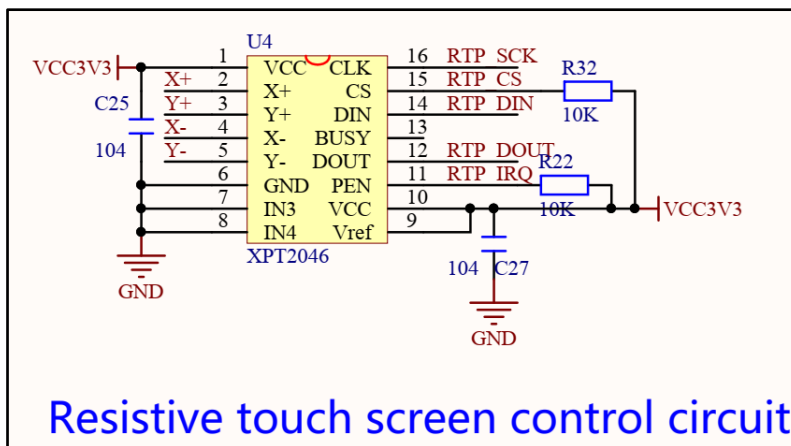 U4
VCC3V3 1 VCC CLK 16 RTP_SCK
X+ 2 X+ CS 15 RTP_CS R32
C25 Y+ 3 Y+ DIN 14 RTP_DIN 10K
X- 4 X- BUSY 13
104 Y- 5 Y- DOUT 12 RTP_DOUT R22
6 GND PEN 11 RTP_IRQ 10K
7 IN3 VCC 10 VCC3V3
8 IN4 Vref 9
XPT2046 104 C27
GND
GND
Resistive touch screen control circuit